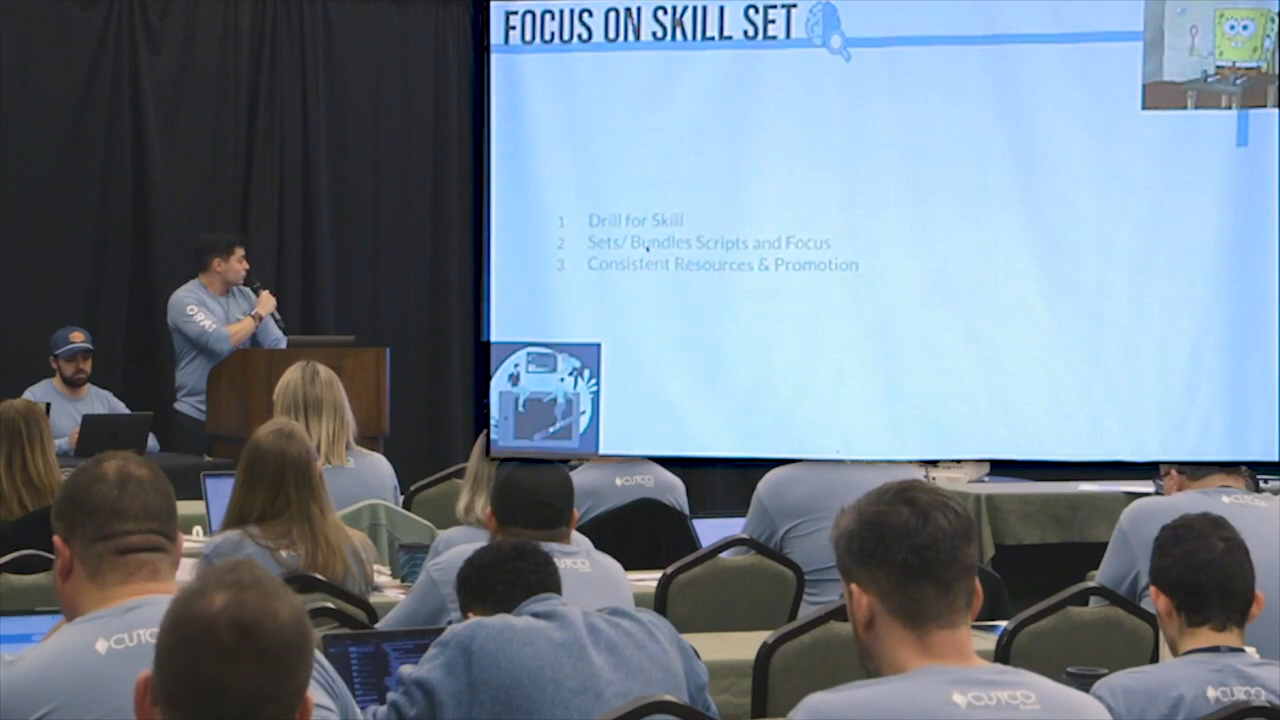 FOCUS ON SKILL SET
1. Drill for Skill
2. Sets/ Bundles Scripts and Focus
3. Consistent Resources & Promotion
CUTCO
CUTCO
CUTCO
CUTCO